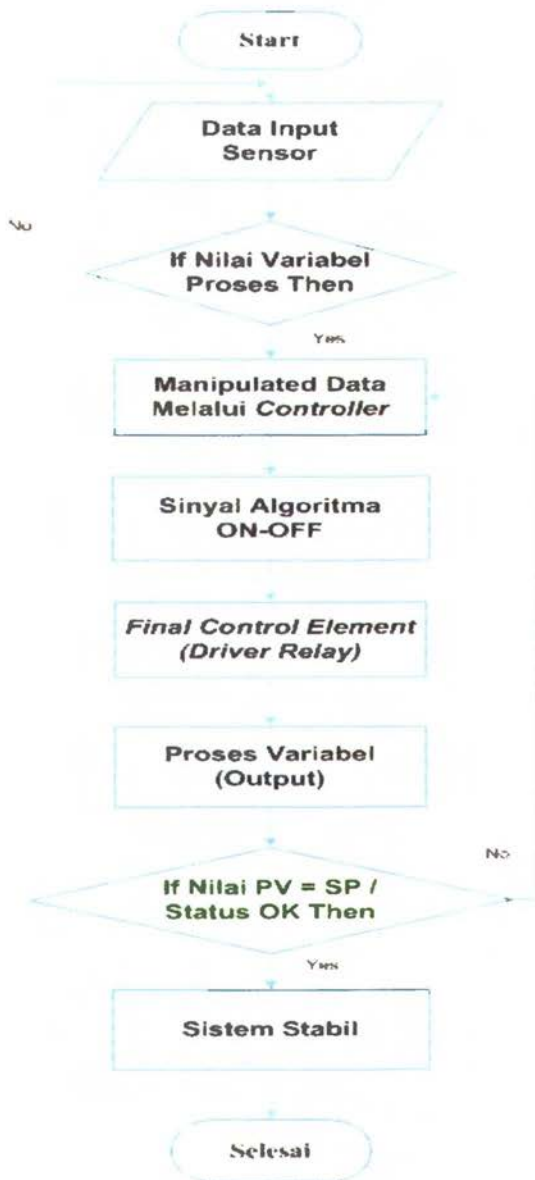 Start
Data Input
Sensor
If Nilai Variabel
Proses Then
Yes
Manipulated Data
Melalui Controller
Sinyal Algoritma
ON-OFF
Final Control Element
(Driver Relay)
Proses Variabel
(Output)
No
If Nilai PV = SP /
Status OK Then
Yes
Sistem Stabil
Selesai